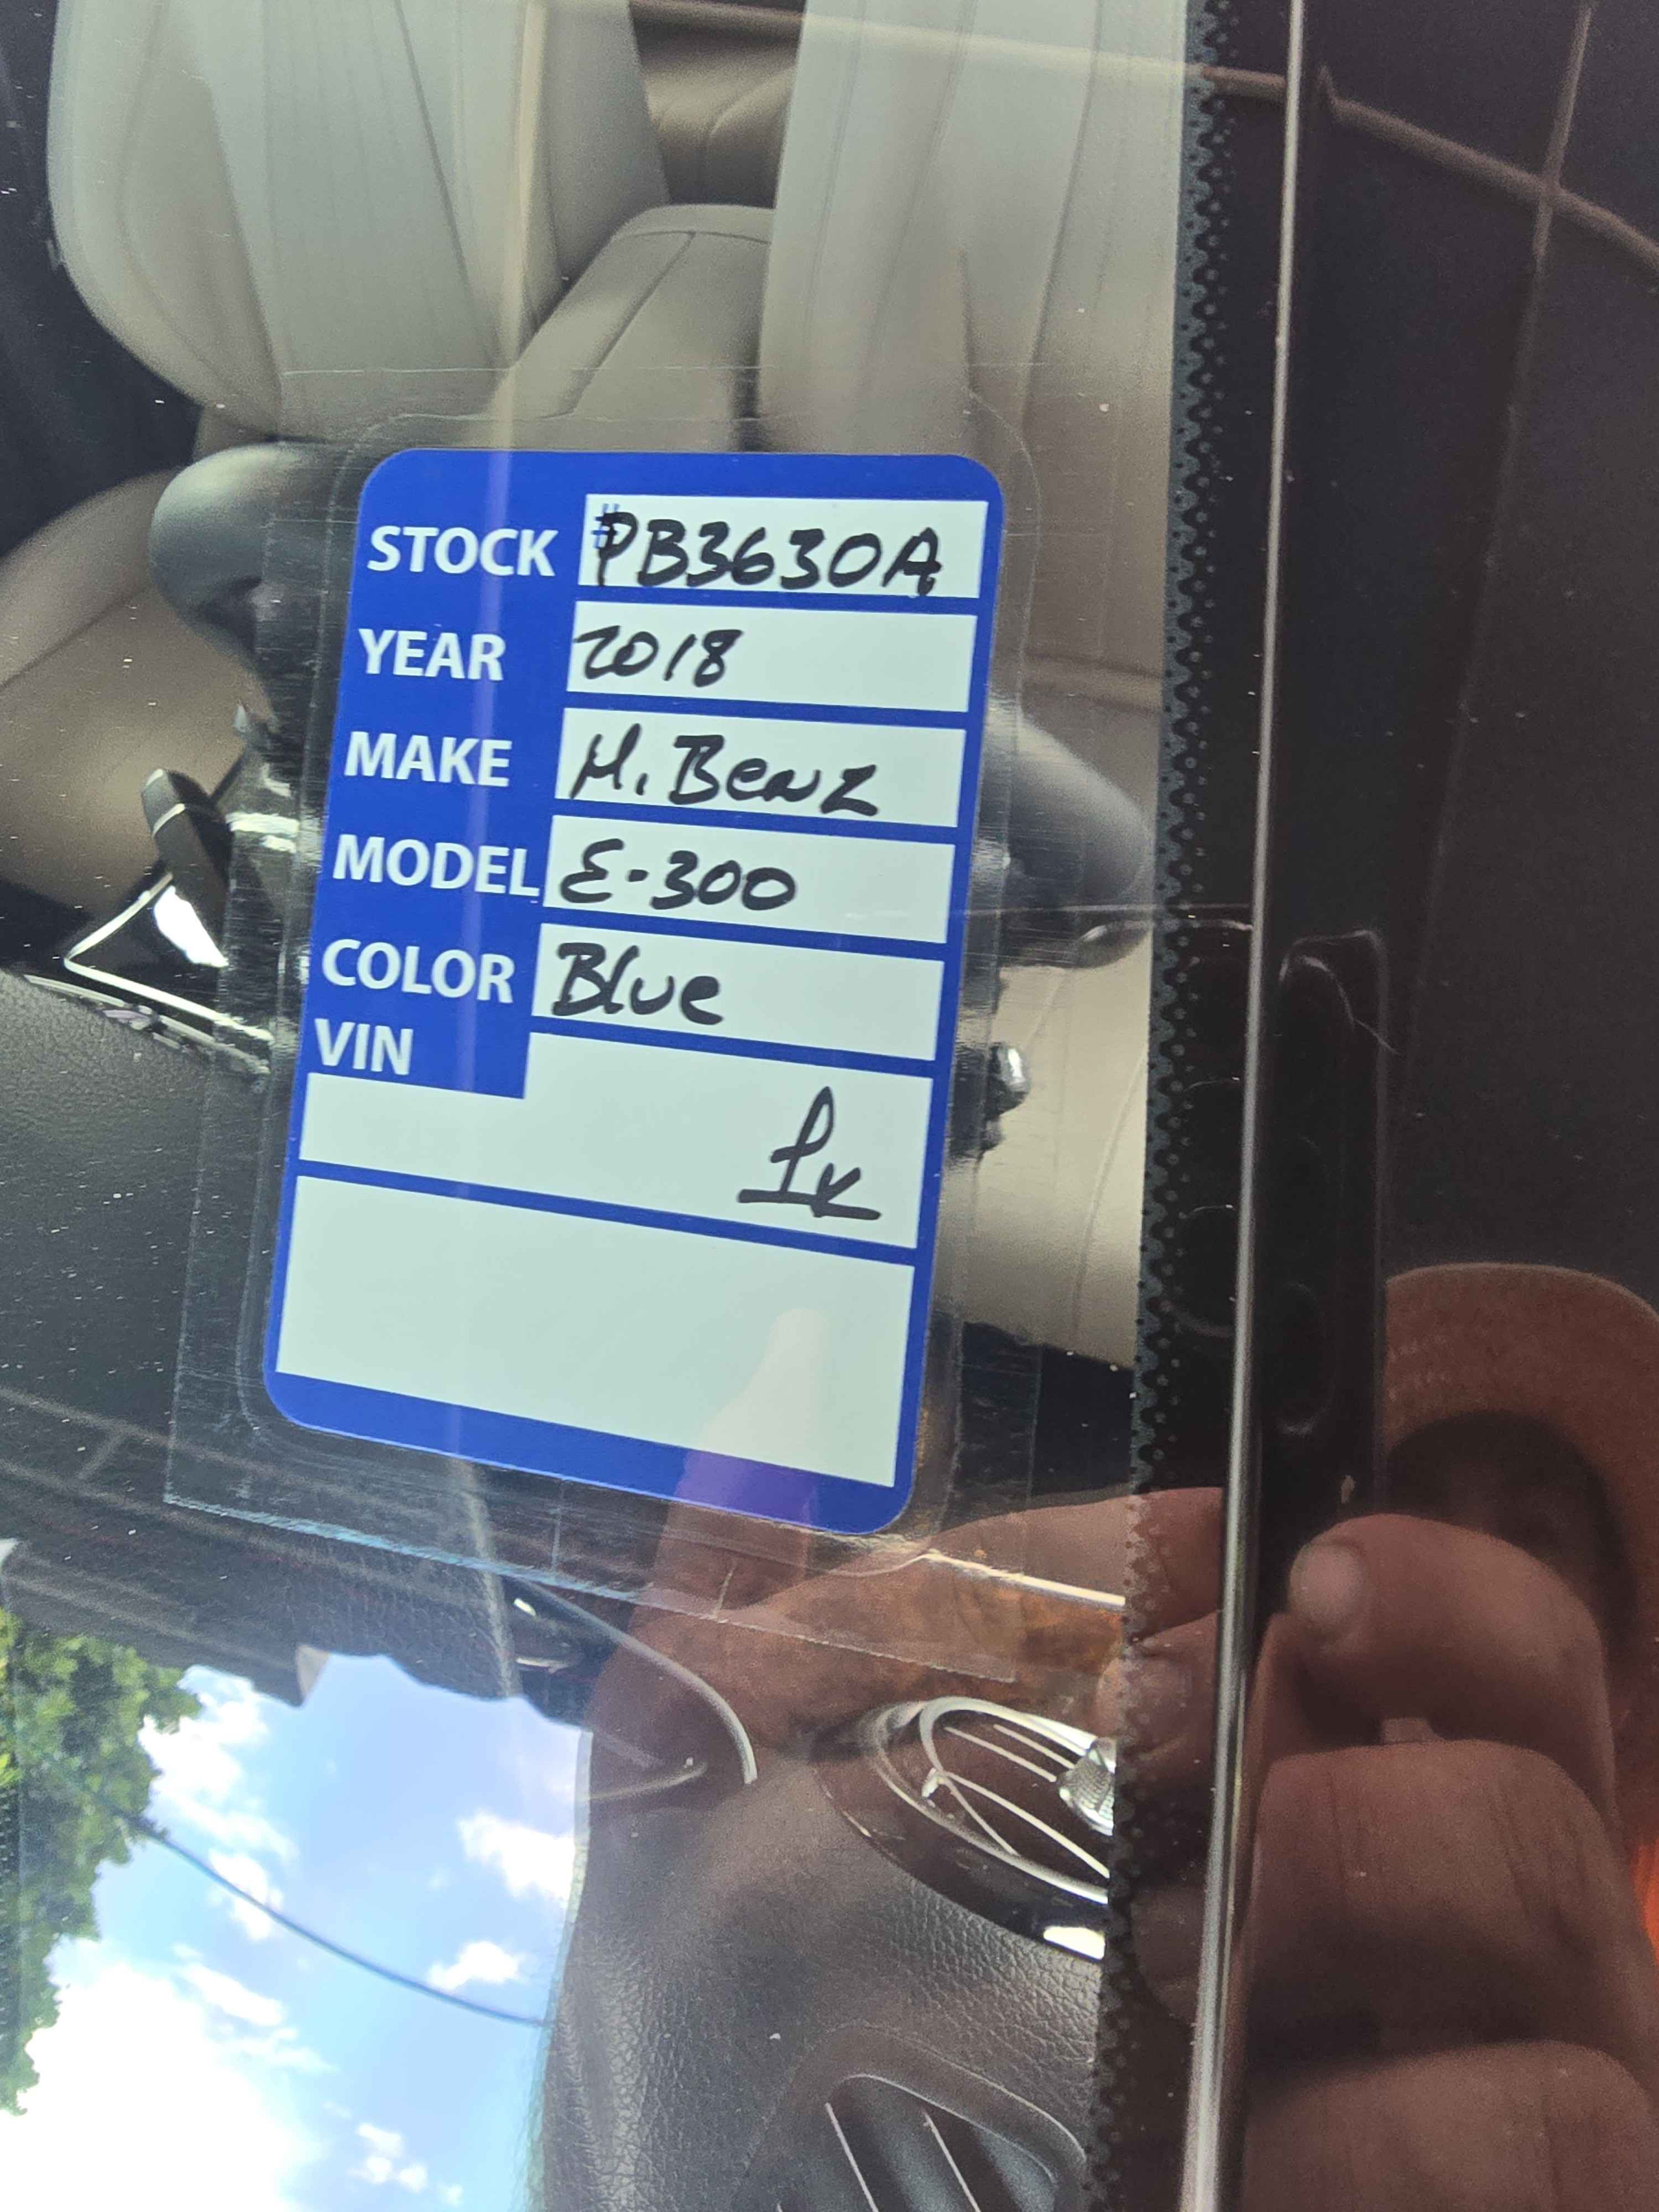 STOCK #PB3630A
YEAR 2018
MAKE M. Benz
MODEL E-300
COLOR Blue
VIN